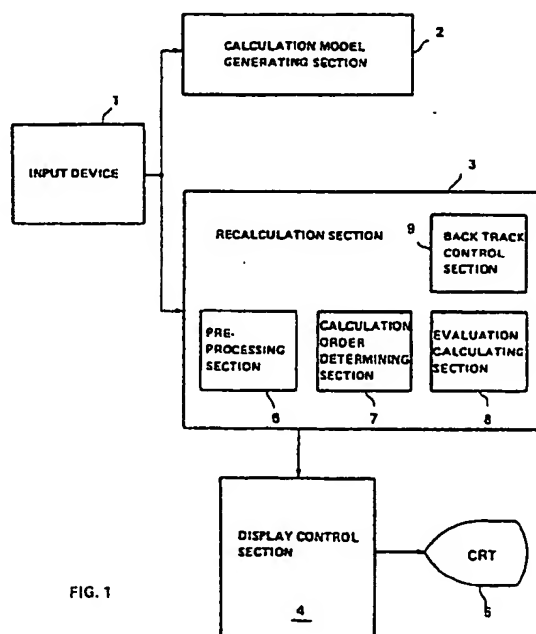 CALCULATION MODEL
GENERATING SECTION
2
1
INPUT DEVICE
3
RECALCULATION SECTION
9
BACK TRACK
CONTROL
SECTION
PRE-
PROCESSING
SECTION
CALCULATION
ORDER
DETERMINING
SECTION
EVALUATION
CALCULATING
SECTION
6
7
8
DISPLAY CONTROL
SECTION
CRT
5
4
FIG. 1